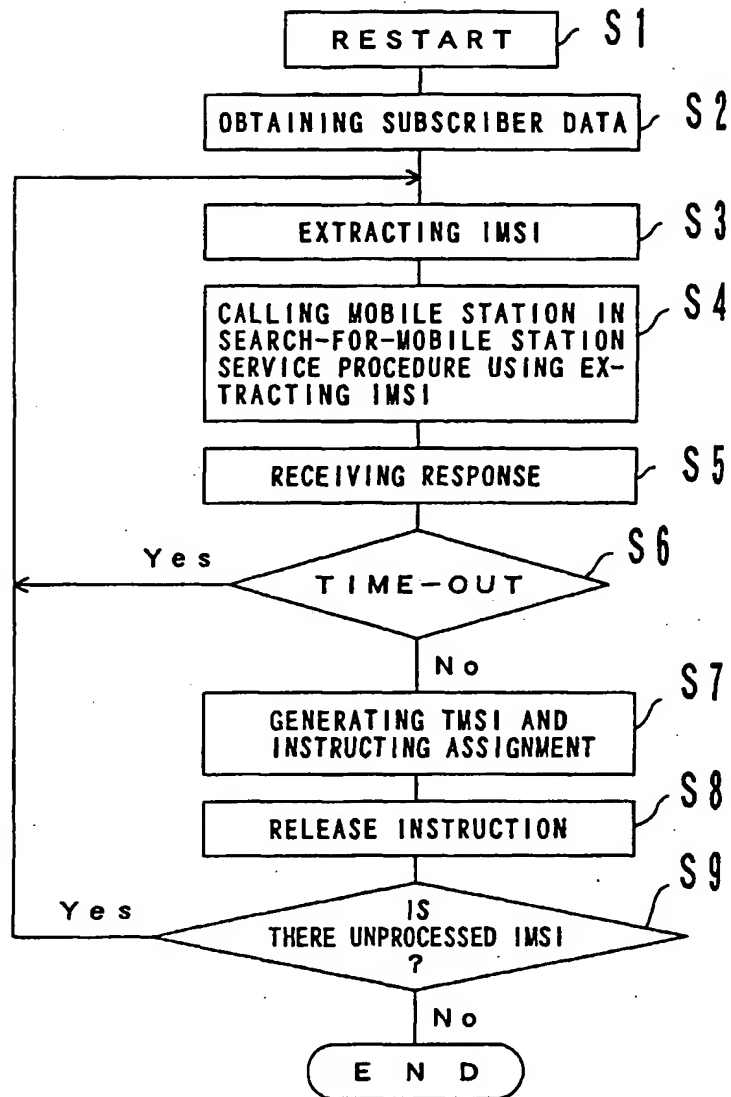 RESTART
S1
OBTAINING SUBSCRIBER DATA
S2
EXTRACTING IMSI
S3
CALLING MOBILE STATION IN
SEARCH-FOR-MOBILE STATION
SERVICE PROCEDURE USING EX-
TRACTING IMSI
S4
RECEIVING RESPONSE
S5
Yes
TIME-OUT
S6
No
GENERATING TMSI AND
INSTRUCTING ASSIGNMENT
S7
RELEASE INSTRUCTION
S8
Yes
IS
THERE UNPROCESSED IMSI
?
S9
No
END